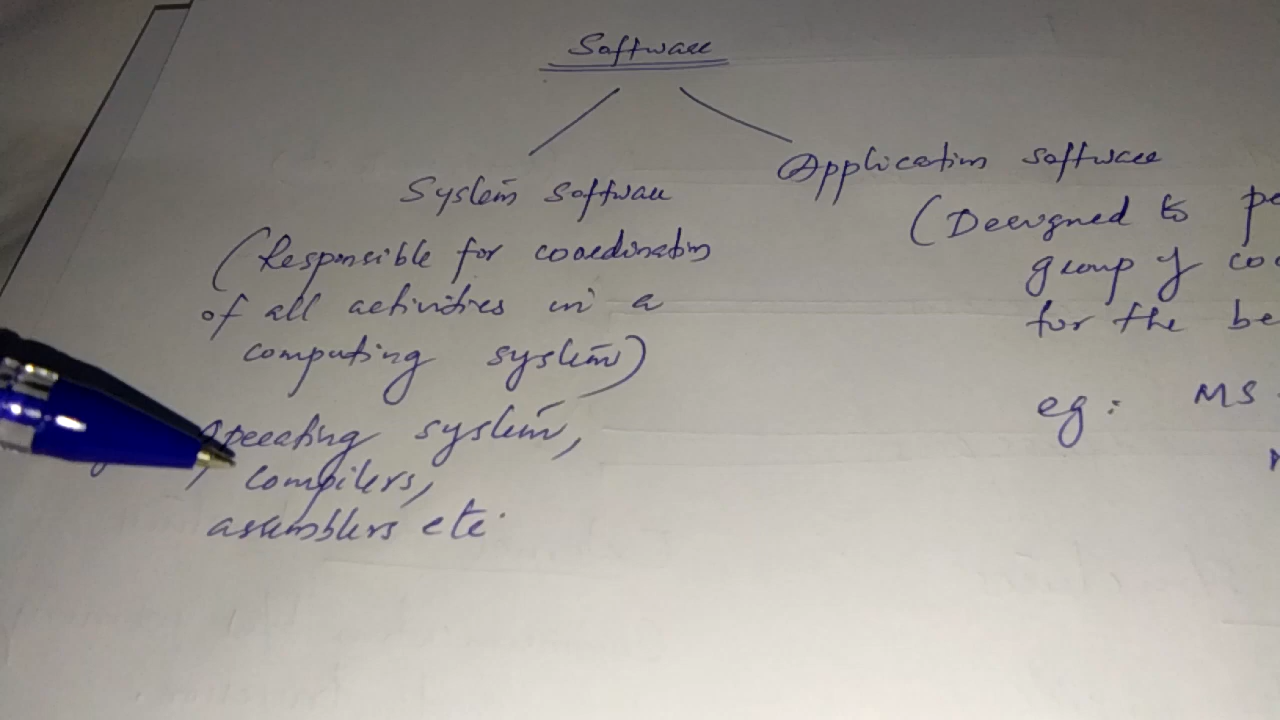 Software
System software
(Responsible for coordination
of all activities in a
computing system)
Operating system,
compilers,
assemblers etc.
Application software
(Designed to
group of
for the
eg: MS